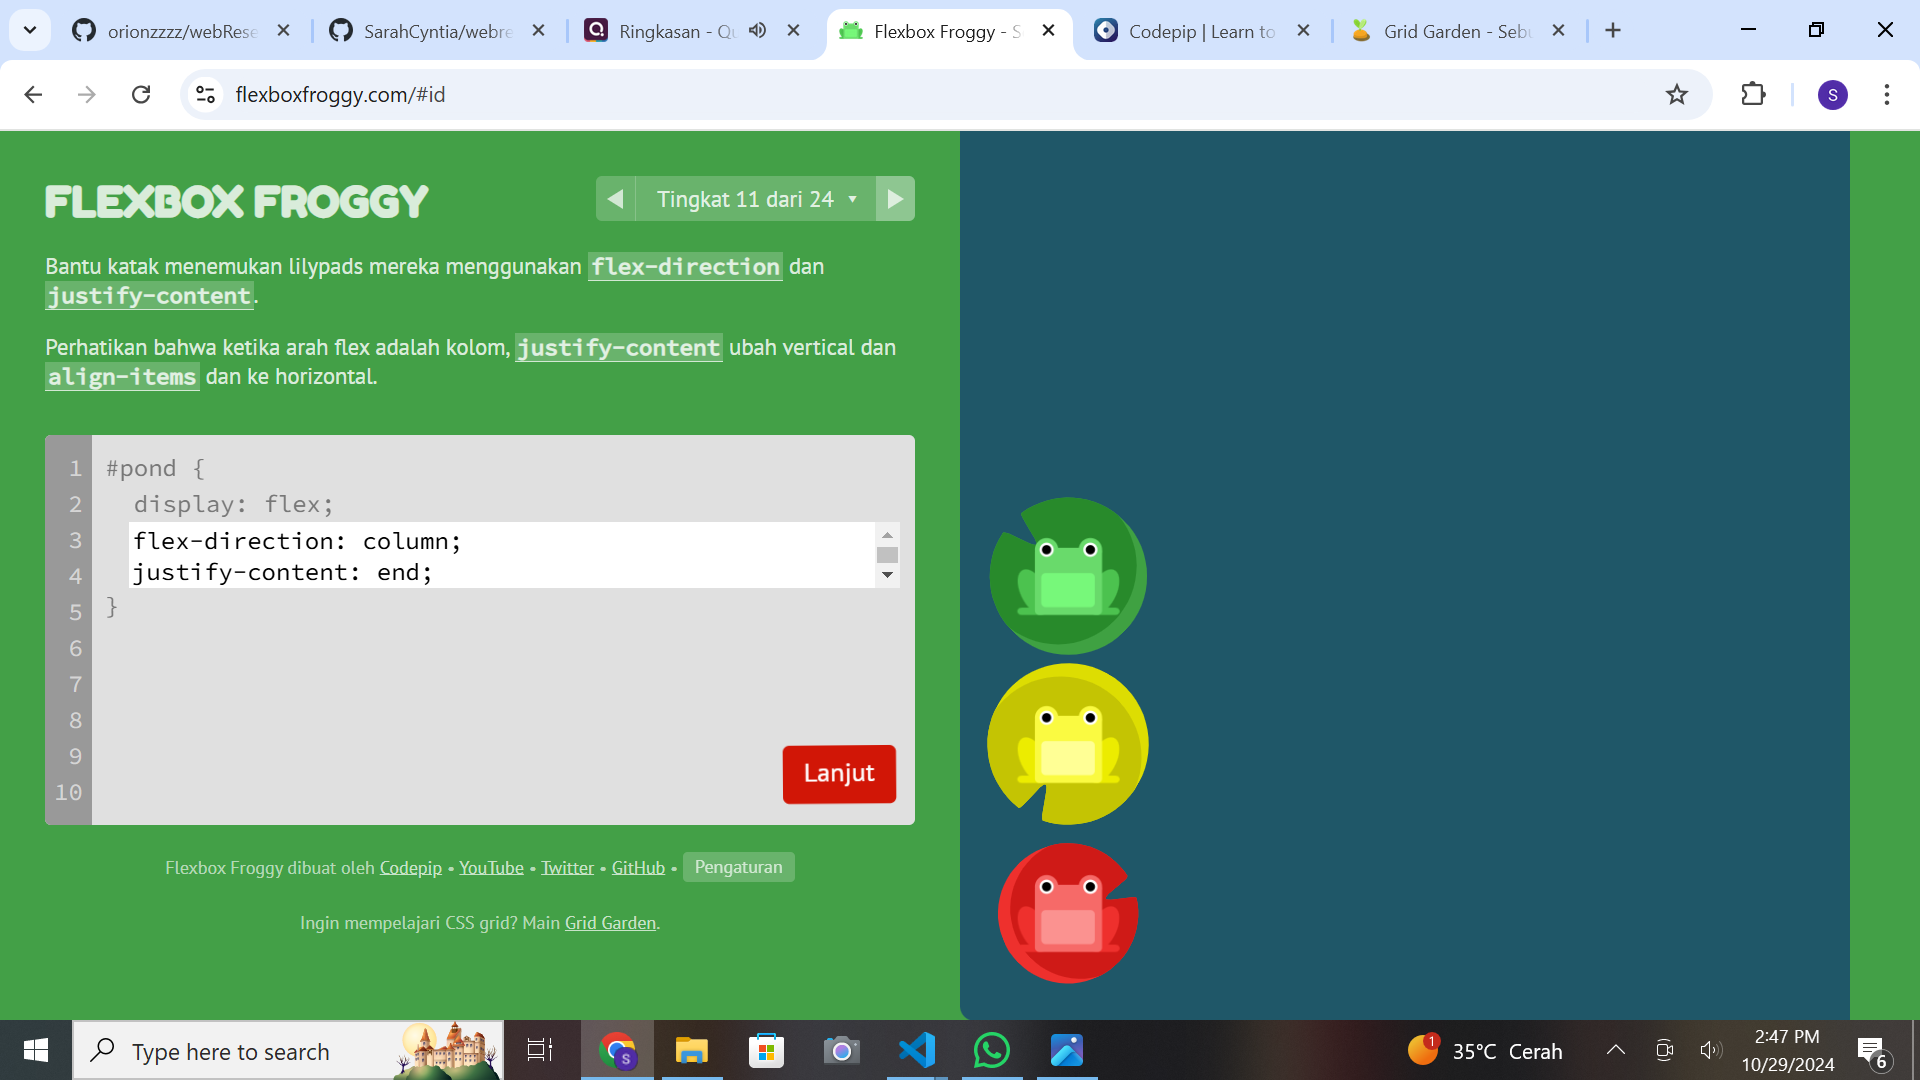 orionzzzz/webRese
SarahCyntia/webre
Ringkasan - Qu
Flexbox Froggy - S
Codepip | Learn to
Grid Garden - Sebu
flexboxfroggy.com/#id
S
FLEXBOX FROGGY
Tingkat 11 dari 24
Bantu katak menemukan lilypads mereka menggunakan flex-direction dan
justify-content.
Perhatikan bahwa ketika arah flex adalah kolom, justify-content ubah vertical dan
align-items dan ke horizontal.
1 #pond {
2 display: flex;
3 flex-direction: column;
4 justify-content: end;
5 }
6
7
8
9
10
Lanjut
Flexbox Froggy dibuat oleh Codepip • YouTube • Twitter • GitHub • Pengaturan
Ingin mempelajari CSS grid? Main Grid Garden.
Type here to search
S
1
35°C Cerah
2:47 PM
10/29/2024
6